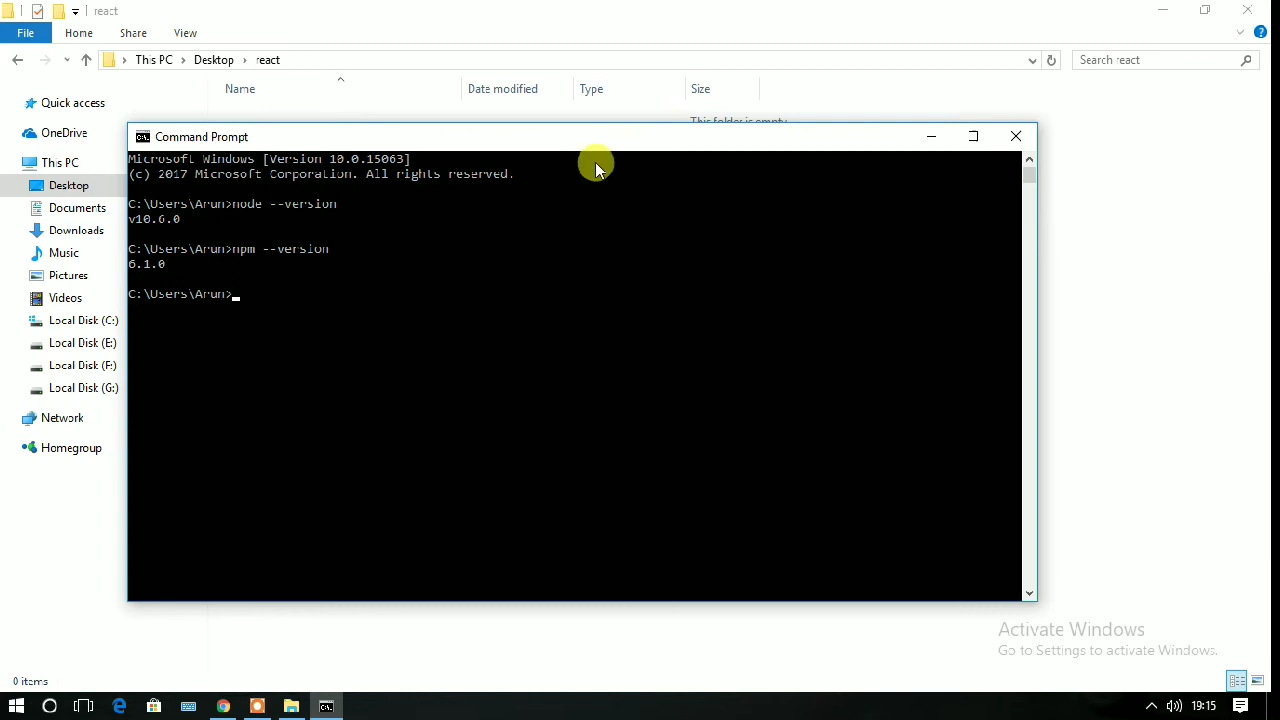 react
File Home Share View
This PC > Desktop > react
Search react
Name Date modified Type Size
This folder is empty.
Quick access
OneDrive
This PC
Desktop
Documents
Downloads
Music
Pictures
Videos
Local Disk (C:)
Local Disk (E:)
Local Disk (F:)
Local Disk (G:)
Network
Homegroup
Command Prompt
Microsoft Windows [Version 10.0.15063]
(c) 2017 Microsoft Corporation. All rights reserved.
C:\Users\Arun>node --version
v10.6.0
C:\Users\Arun>npm --version
6.1.0
C:\Users\Arun>
Activate Windows
Go to Settings to activate Windows.
0 items
19:15